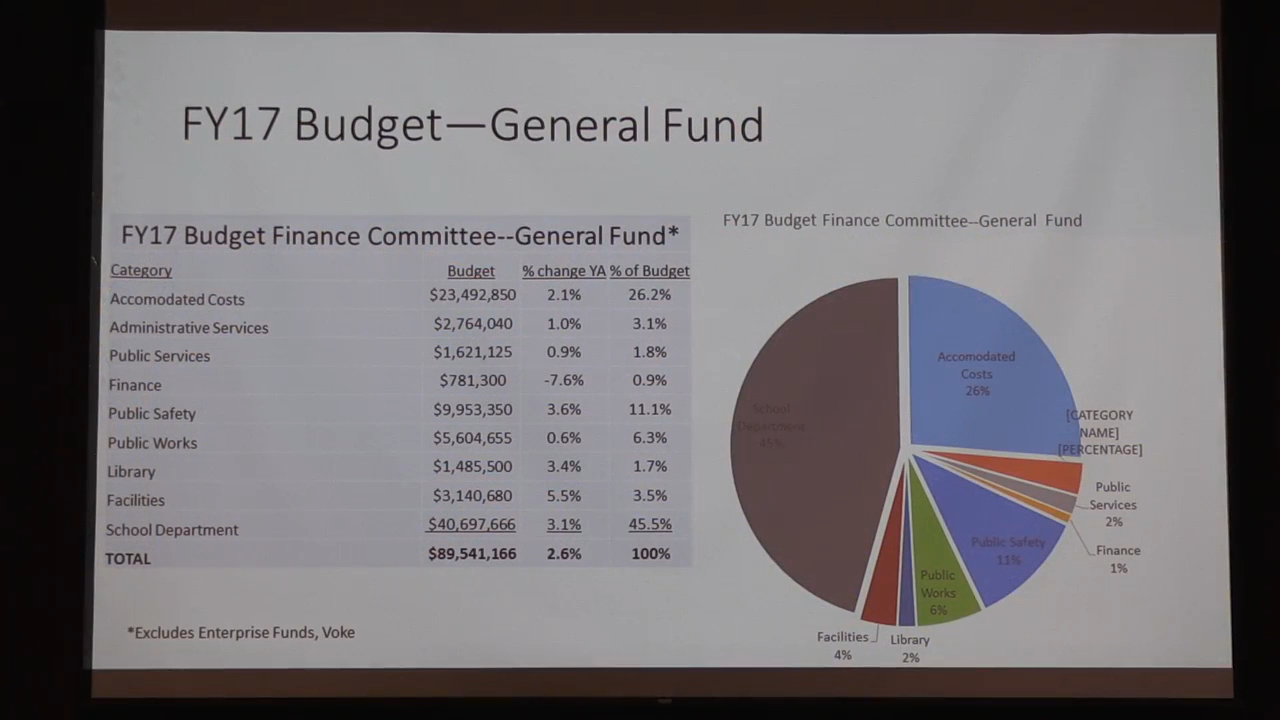 FY17 Budget—General Fund
FY17 Budget Finance Committee--General Fund*
Category Budget % change YA % of Budget
Accomodated Costs $23,492,850 2.1% 26.2%
Administrative Services $2,764,040 1.0% 3.1%
Public Services $1,621,125 0.9% 1.8%
Finance $781,300 -7.6% 0.9%
Public Safety $9,953,350 3.6% 11.1%
Public Works $5,604,655 0.6% 6.3%
Library $1,485,500 3.4% 1.7%
Facilities $3,140,680 5.5% 3.5%
School Department $40,697,666 3.1% 45.5%
TOTAL $89,541,166 2.6% 100%
*Excludes Enterprise Funds, Voke
FY17 Budget Finance Committee--General Fund
Accomodated
Costs
26%
[CATEGORY
NAME]
[PERCENTAGE]
Public
Services
2%
Finance
1%
Public Safety
11%
Public
Works
6%
Library
2%
Facilities
4%
School
Department
45%